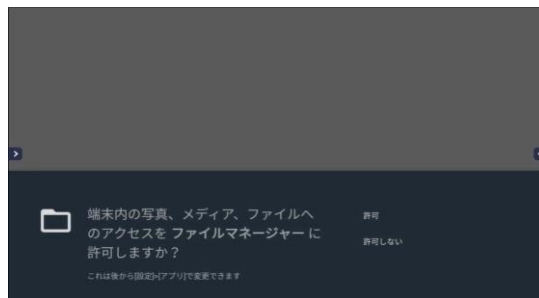 端末内の写真、メディア、ファイルへ
のアクセスを ファイルマネージャー に
許可しますか？
これは後から[設定]>[アプリ]で変更できます
許可
許可しない